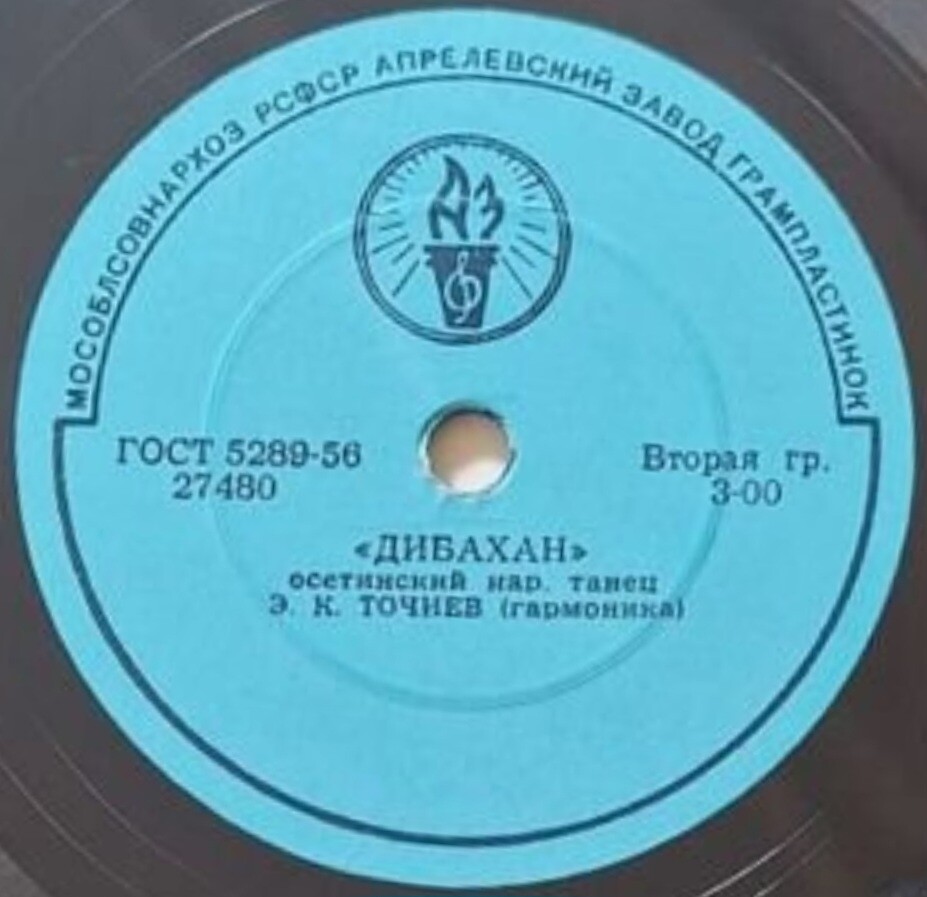 МОСОБЛСОВНАРХОЗ РСФСР АПРЕЛЕВСКИЙ ЗАВОД ГРАМПЛАСТИНОК
АЗ
ГОСТ 5289-56
27480
Вторая гр.
3-00
«ДИБАХАН»
осетинский нар. танец
Э. К. ТОЧИЕВ (гармоника)